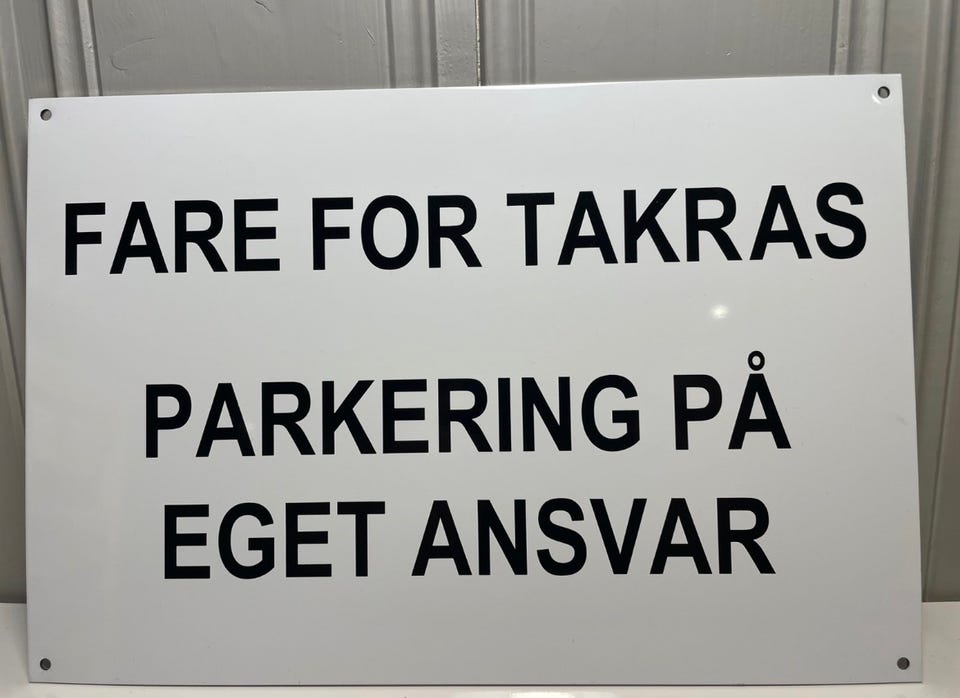 FARE FOR TAKRAS
PARKERING PÅ
EGET ANSVAR